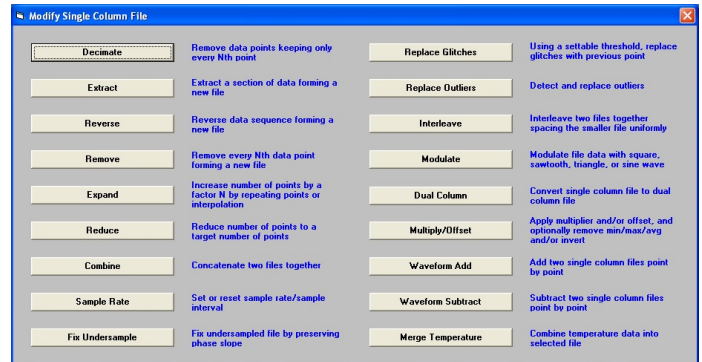 Modify Single Column File
Decimate
Remove data points keeping only
every Nth point
Extract
Extract a section of data forming a
new file
Reverse
Reverse data sequence forming a
new file
Remove
Remove every Nth data point
forming a new file
Expand
Increase number of points by a
factor N by repeating points or
interpolation
Reduce
Reduce number of points to a
target number of points
Combine
Concatenate two files together
Sample Rate
Set or reset sample rate/sample
interval
Fix Undersample
Fix undersampled file by preserving
phase slope
Replace Glitches
Using a settable threshold, replace
glitches with previous point
Replace Outliers
Detect and replace outliers
Interleave
Interleave two files together
spacing the smaller file uniformly
Modulate
Modulate file data with square,
sawtooth, triangle, or sine wave
Dual Column
Convert single column file to dual
column file
Multiply/Offset
Apply multiplier and/or offset, and
optionally remove min/max/avg
and/or invert
Waveform Add
Add two single column files point
by point
Waveform Subtract
Subtract two single column files
point by point
Merge Temperature
Combine temperature data into
selected file